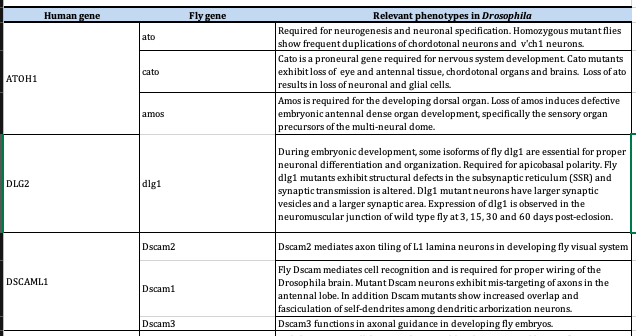 Human gene
Fly gene
Relevant phenotypes in Drosophila
ATOH1
ato
Required for neurogenesis and neuronal specification. Homozygous mutant flies
show frequent duplications of chordotonal neurons and v'ch1 neurons.
cato
Cato is a proneural gene required for nervous system development. Cato mutants
exhibit loss of eye and antennal tissue, chordotonal organs and brains. Loss of ato
results in loss of neuronal and glial cells.
amos
Amos is required for the developing dorsal organ. Loss of amos induces defective
embryonic antennal dense organ development, specifically the sensory organ
precursors of the multi-neural dome.
DLG2
dlg1
During embryonic development, some isoforms of fly dlg1 are essential for proper
neuronal differentiation and organization. Required for apicobasal polarity. Fly
dlg1 mutants exhibit structural defects in the subsynaptic reticulum (SSR) and
synaptic transmission is altered. Dlg1 mutant neurons have larger synaptic
vesicles and a larger synaptic area. Expression of dlg1 is observed in the
neuromuscular junction of wild type fly at 3, 15, 30 and 60 days post-eclosion.
DSCAML1
Dscam2
Dscam2 mediates axon tiling of L1 lamina neurons in developing fly visual system
Dscam1
Fly Dscam mediates cell recognition and is required for proper wiring of the
Drosophila brain. Mutant Dscam neurons exhibit mis-targeting of axons in the
antennal lobe. In addition Dscam mutants show increased overlap and
fasciculation of self-dendrites among dendritic arborization neurons.
Dscam3
Dscam3 functions in axonal guidance in developing fly embryos.